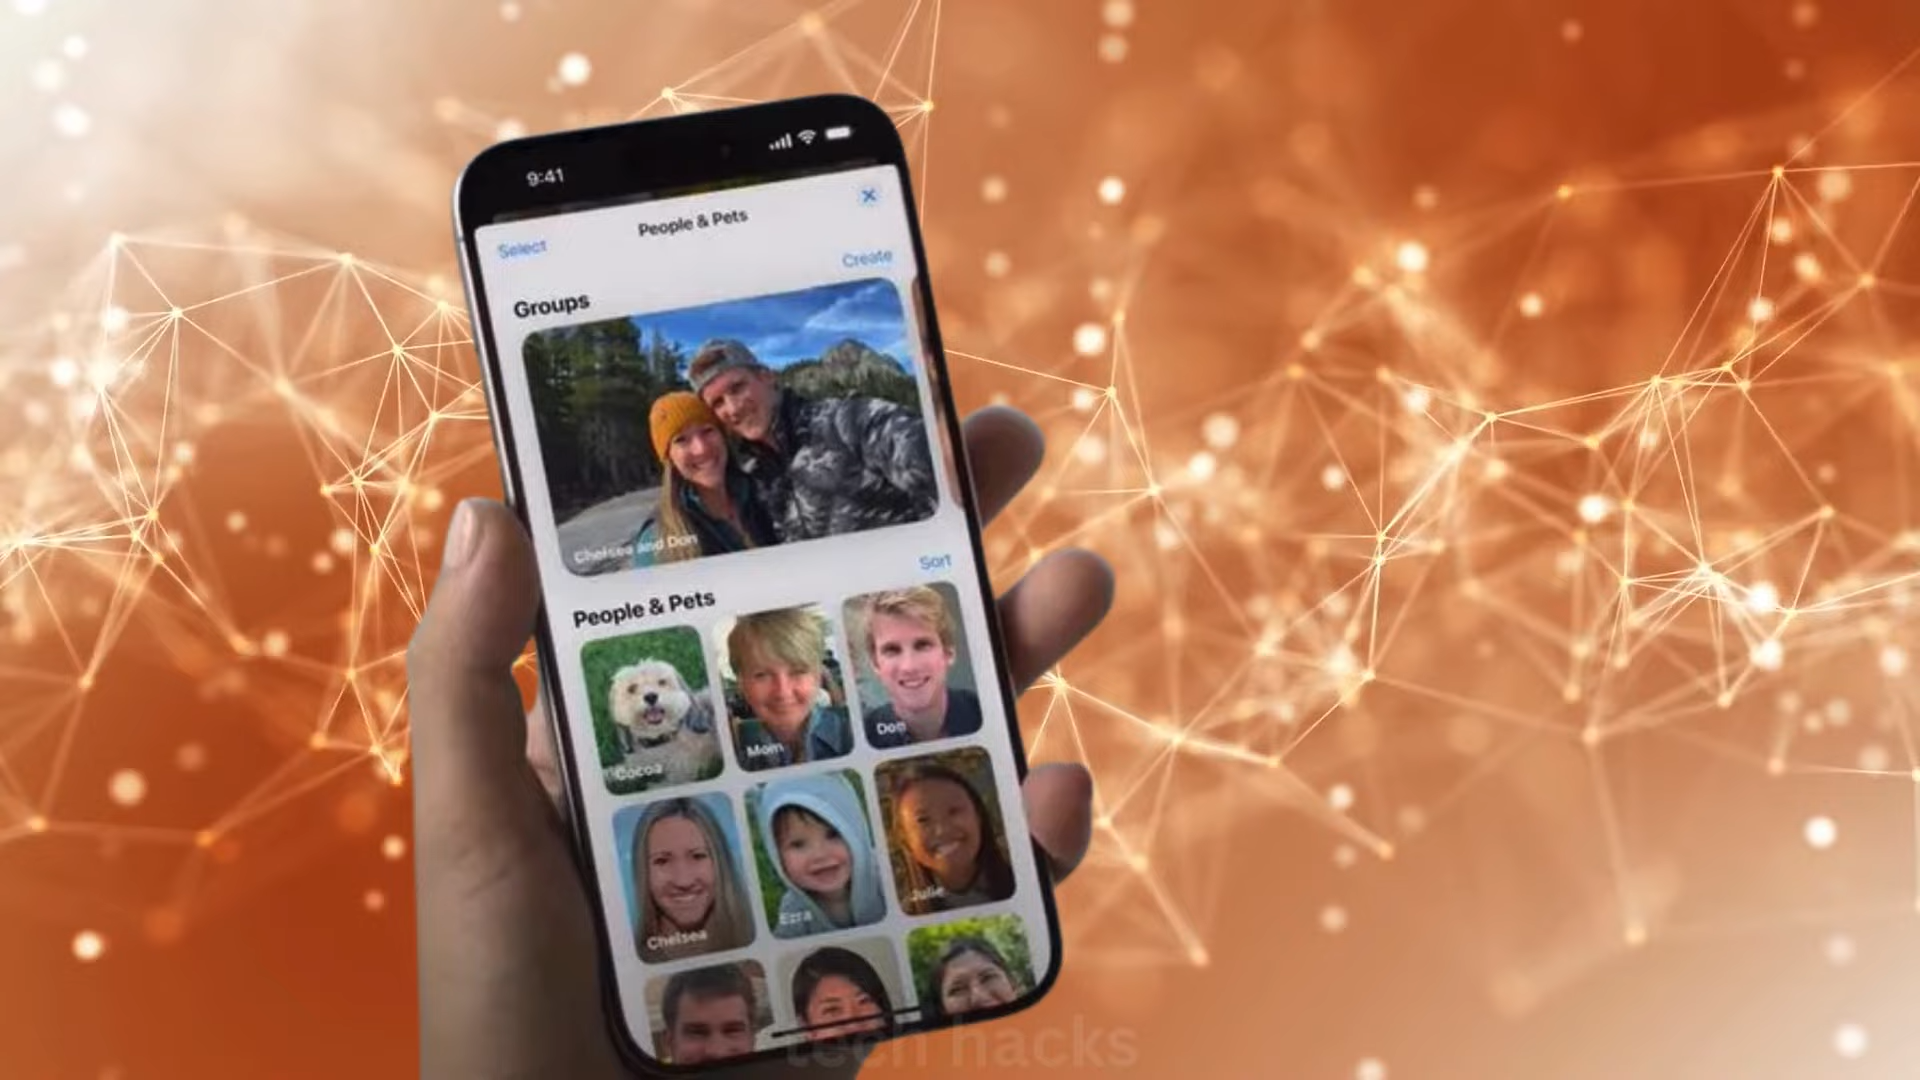 9:41
People & Pets
Select
Create
Groups
Chelsea and Don
Sort
People & Pets
Cocoa
Mom
Don
Chelsea
Ezra
Julie
tech hacks